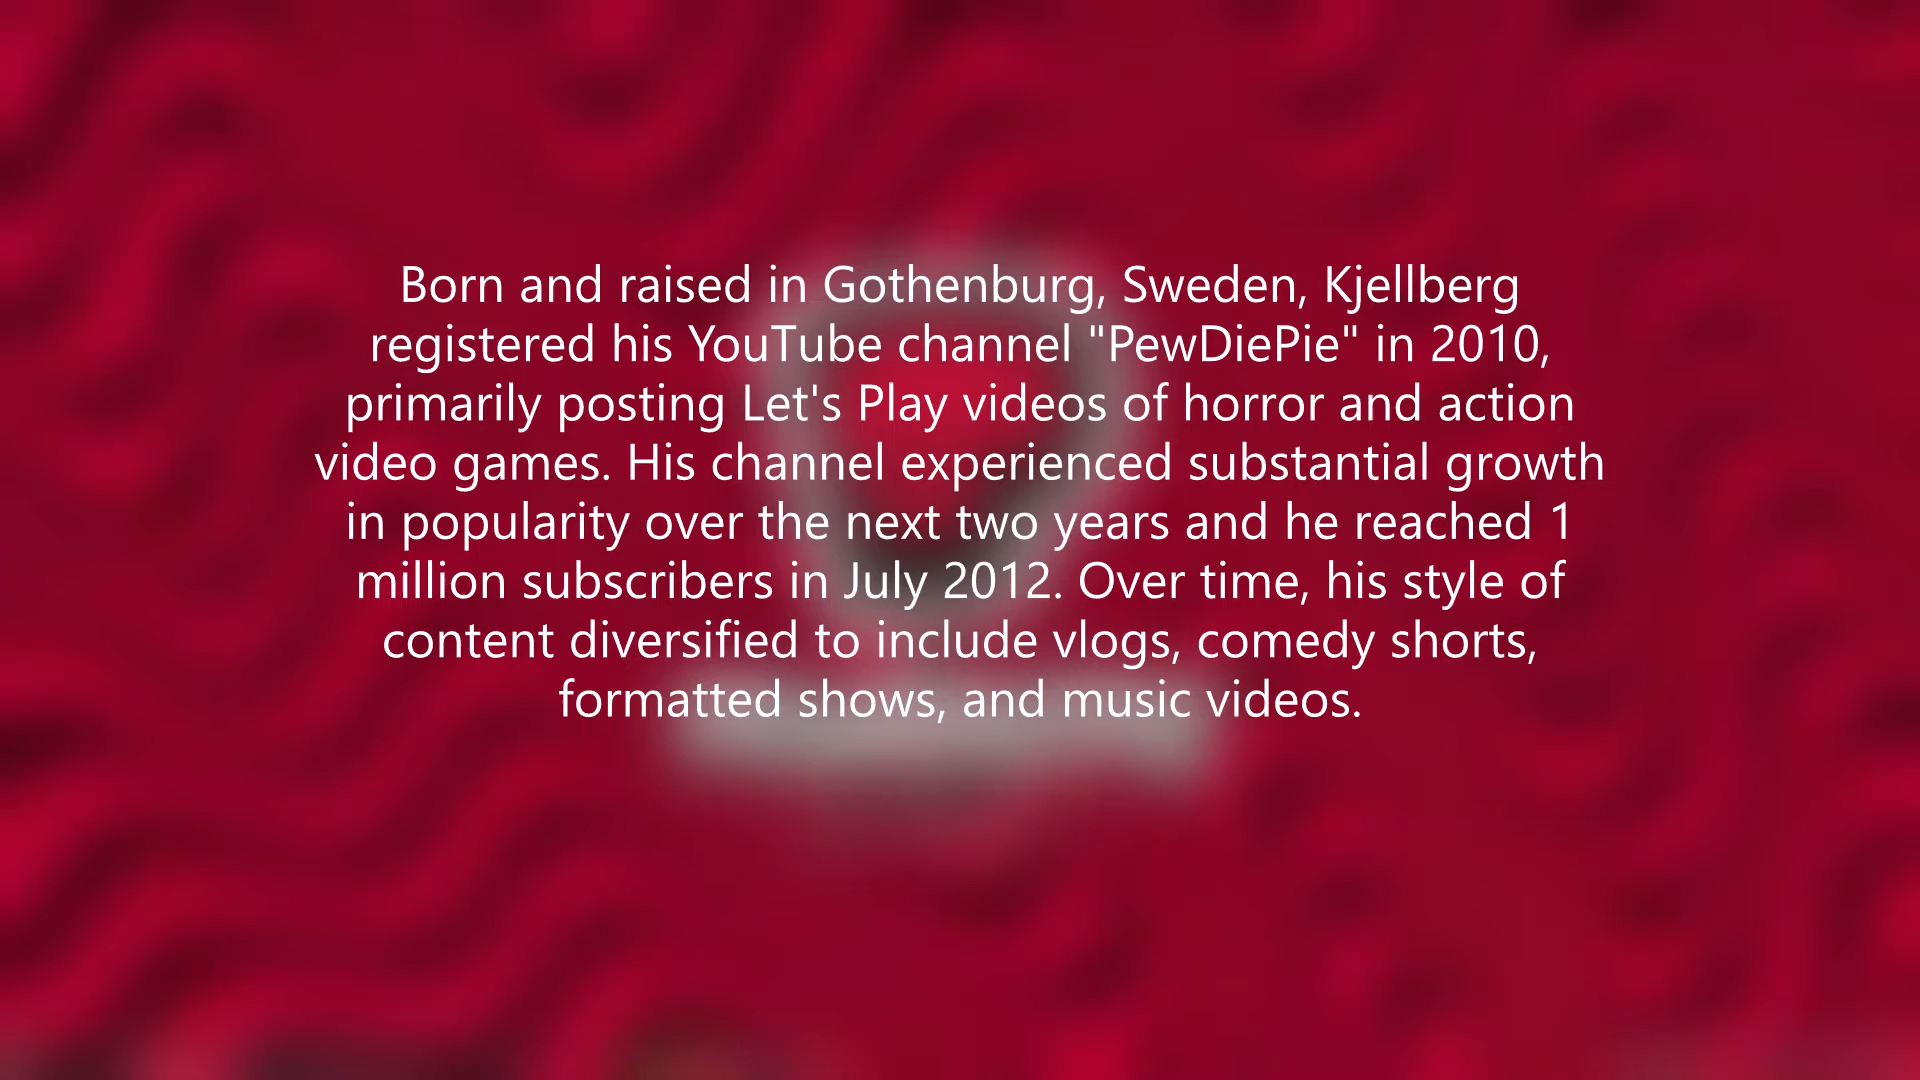 Born and raised in Gothenburg, Sweden, Kjellberg
registered his YouTube channel "PewDiePie" in 2010,
primarily posting Let's Play videos of horror and action
video games. His channel experienced substantial growth
in popularity over the next two years and he reached 1
million subscribers in July 2012. Over time, his style of
content diversified to include vlogs, comedy shorts,
formatted shows, and music videos.